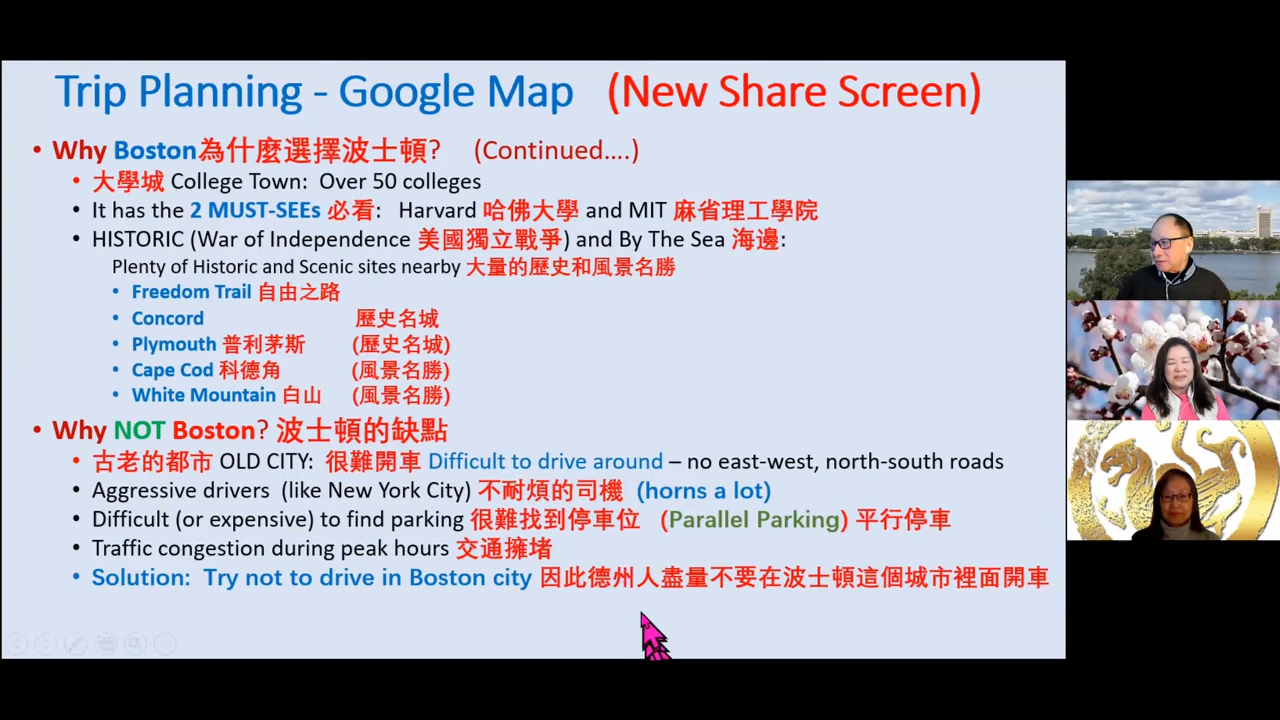 Trip Planning - Google Map (New Share Screen)
• Why Boston為什麼選擇波士頓? (Continued….)
• 大學城 College Town: Over 50 colleges
• It has the 2 MUST-SEEs 必看: Harvard 哈佛大學 and MIT 麻省理工學院
• HISTORIC (War of Independence 美國獨立戰爭) and By The Sea 海邊:
Plenty of Historic and Scenic sites nearby 大量的歷史和風景名勝
• Freedom Trail 自由之路
• Concord 歷史名城
• Plymouth 普利茅斯 (歷史名城)
• Cape Cod 科德角 (風景名勝)
• White Mountain 白山 (風景名勝)
• Why NOT Boston? 波士頓的缺點
• 古老的都市 OLD CITY: 很難開車 Difficult to drive around – no east-west, north-south roads
• Aggressive drivers (like New York City) 不耐煩的司機 (horns a lot)
• Difficult (or expensive) to find parking 很難找到停車位 (Parallel Parking) 平行停車
• Traffic congestion during peak hours 交通擁堵
• Solution: Try not to drive in Boston city 因此德州人盡量不要在波士頓這個城市裡面開車